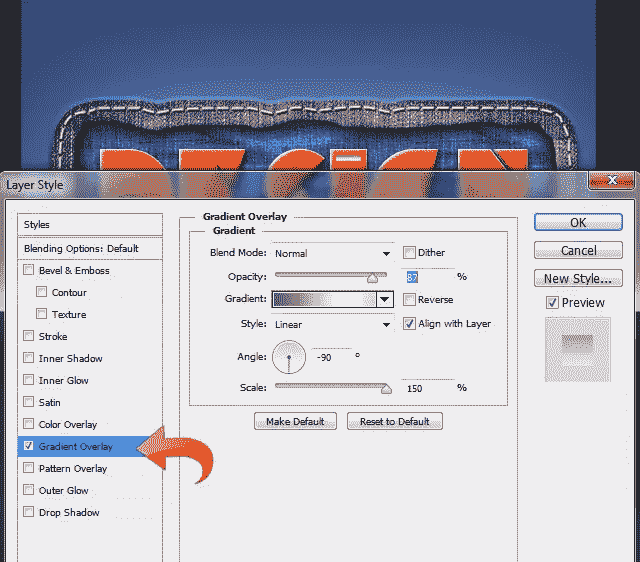 DESIGN
Layer Style
Styles
Blending Options: Default
Bevel & Emboss
Contour
Texture
Stroke
Inner Shadow
Inner Glow
Satin
Color Overlay
Gradient Overlay
Pattern Overlay
Outer Glow
Drop Shadow
Gradient Overlay
Gradient
Blend Mode: Normal Dither
Opacity: 87 %
Gradient: Reverse
Style: Linear Align with Layer
Angle: -90 °
Scale: 150 %
Make Default Reset to Default
OK
Cancel
New Style...
Preview